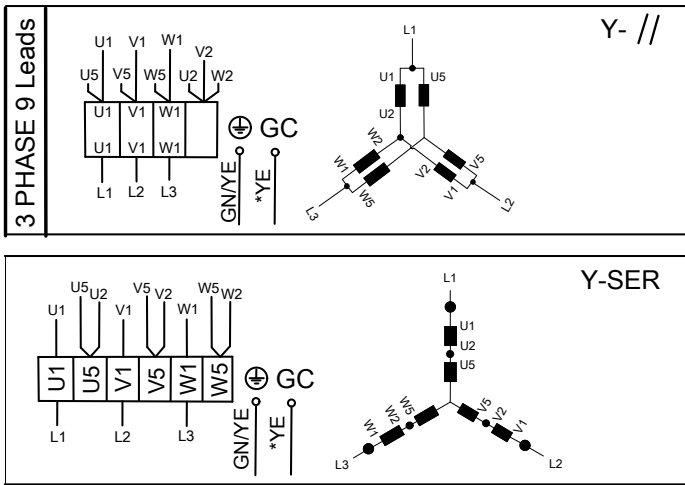 3 PHASE 9 Leads
Y- //
U1 V1 W1 V2
U5 V5 W5 U2 W2
U1 V1 W1
U1 V1 W1
L1 L2 L3
GC
GN/YE
*YE
L1
U1 U5
U2
W2
W1
W5
V5
V2
V1
L3
L2
Y-SER
U5 U2 V5 V2 W5 W2
U1 V1 W1
U1 U5 V1 V5 W1 W5
L1 L2 L3
GC
GN/YE
*YE
L1
U1
U2
U5
W5
W2
W1
V5
V2
V1
L3
L2